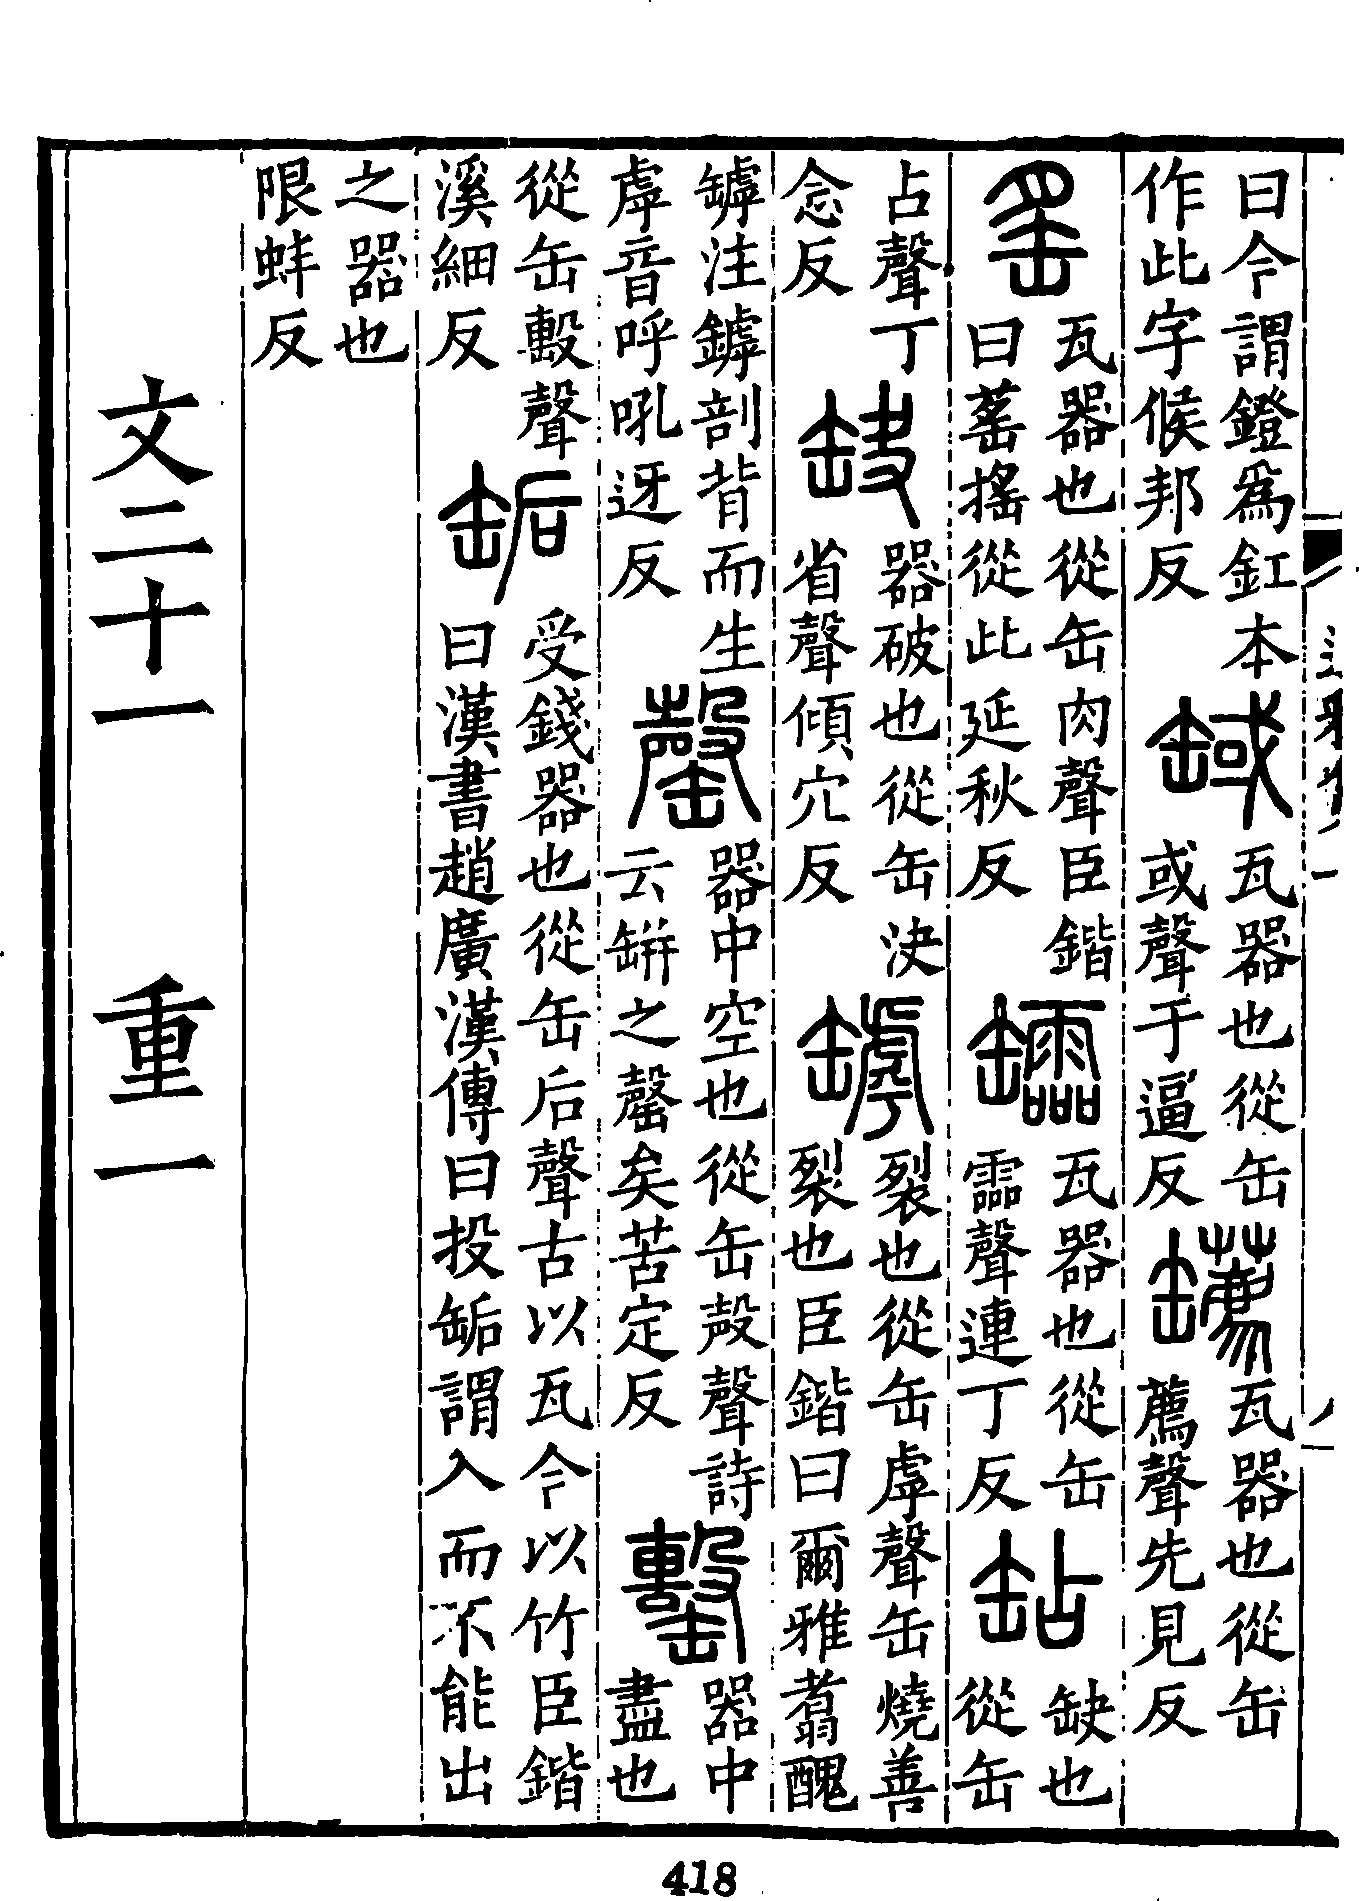 曰今謂鐙爲釭本
作此字候邦反
瓦器也從缶
或聲于逼反
瓦器也從缶
薦聲先見反
䍃
瓦器也從缶肉聲臣鍇
曰䔄搖從此延秋反
瓦器也從缶
霝聲連丁反
缺也
從缶
占聲丁
念反
缺
器破也從缶決
省聲傾穴反
罅
裂也從缶虖聲缶燒善
裂也臣鍇曰爾雅翥醜
罅注鏬剖背而生
虖音呼吼迓反
罄
器中空也從缶殸聲詩
云缾之罄矣苦定反
罊
器中
盡也
從缶毄聲
溪細反
缿
受錢器也從缶后聲古以瓦今以竹臣鍇
曰漢書趙廣漢傳曰投缿謂入而不能出
之器也
限蚌反
文二十一　重一
418